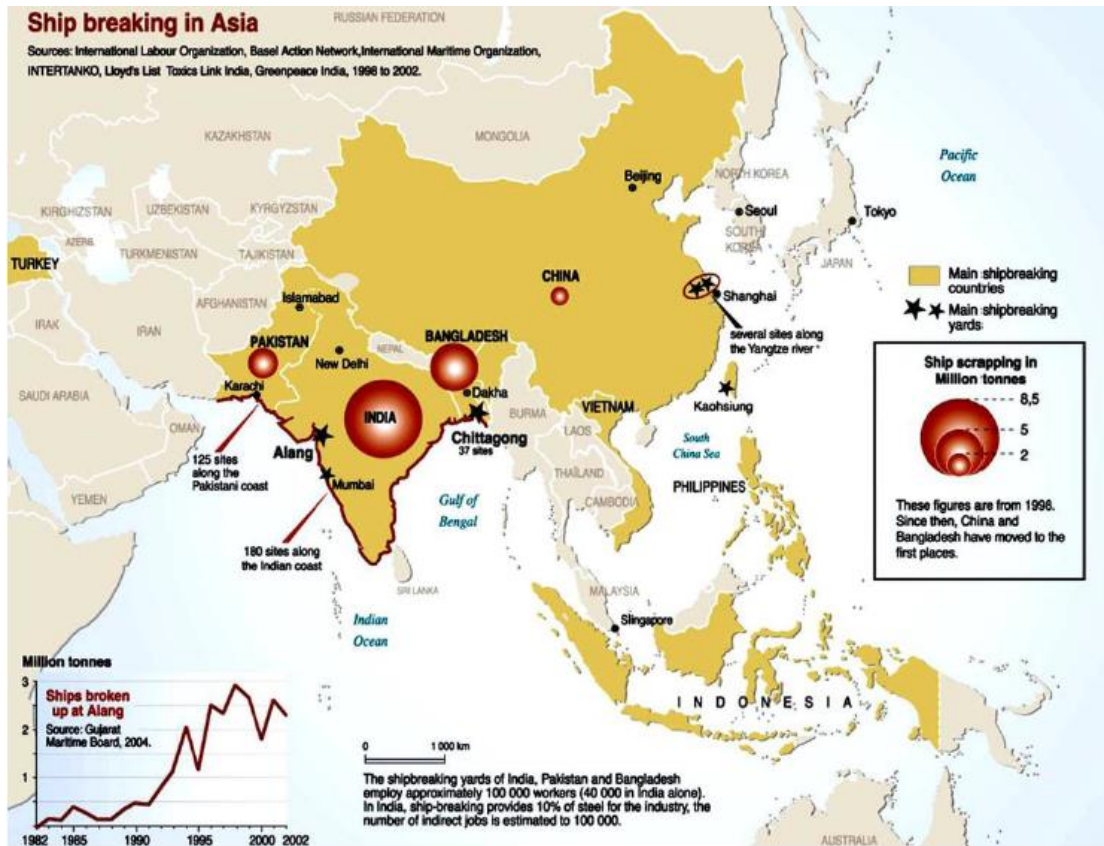 Ship breaking in Asia
Sources: International Labour Organization, Basel Action Network,International Maritime Organization,
INTERTANKO, Lloyd's List Toxics Link India, Greenpeace India, 1998 to 2002.
RUSSIAN FEDERATION
KAZAKHSTAN
MONGOLIA
Pacific
Ocean
Beijing
NORTH KOREA
KIRGHIZSTAN
UZBEKISTAN
KYRGYZSTAN
Seoul
Tokyo
AZERB.
TURKMENISTAN
TAJIKISTAN
SOUTH
KOREA
JAPAN
TURKEY
CHINA
Main shipbreaking
countries
AFGHANISTAN
Islamabad
Shanghai
Main shipbreaking
yards
IRAK
IRAN
PAKISTAN
BANGLADESH
several sites along
the Yangtze river *
New Delhi
NEPAL
Ship scrapping in
Million tonnes
8,5
5
2
SAUDI ARABIA
Karachi
Dakha
Kaohsiung
OMAN
INDIA
BURMA
VIETNAM
Alang
Chittagong
37 sites
LAOS
125 sites
along the
Pakistani coast
Mumbai
South
China Sea
YEMEN
THAÏLAND
PHILIPPINES
Gulf of
Bengal
CAMBODIA
These figures are from 1998.
Since then, China and
Bangladesh have moved to the
first places.
180 sites along
the Indian coast
SRI LANKA
MALAYSIA
Indian
Ocean
SIingapore
Million tonnes
3
2
1
Ships broken
up at Alang
Source: Gujarat
Maritime Board, 2004.
1982
1985
1990
1995
2000
2002
INDONESIA
0
1 000 km
The shipbreaking yards of India, Pakistan and Bangladesh
employ approximately 100 000 workers (40 000 in India alone).
In India, ship-breaking provides 10% of steel for the industry, the
number of indirect jobs is estimated to 100 000.
AUSTRALIA